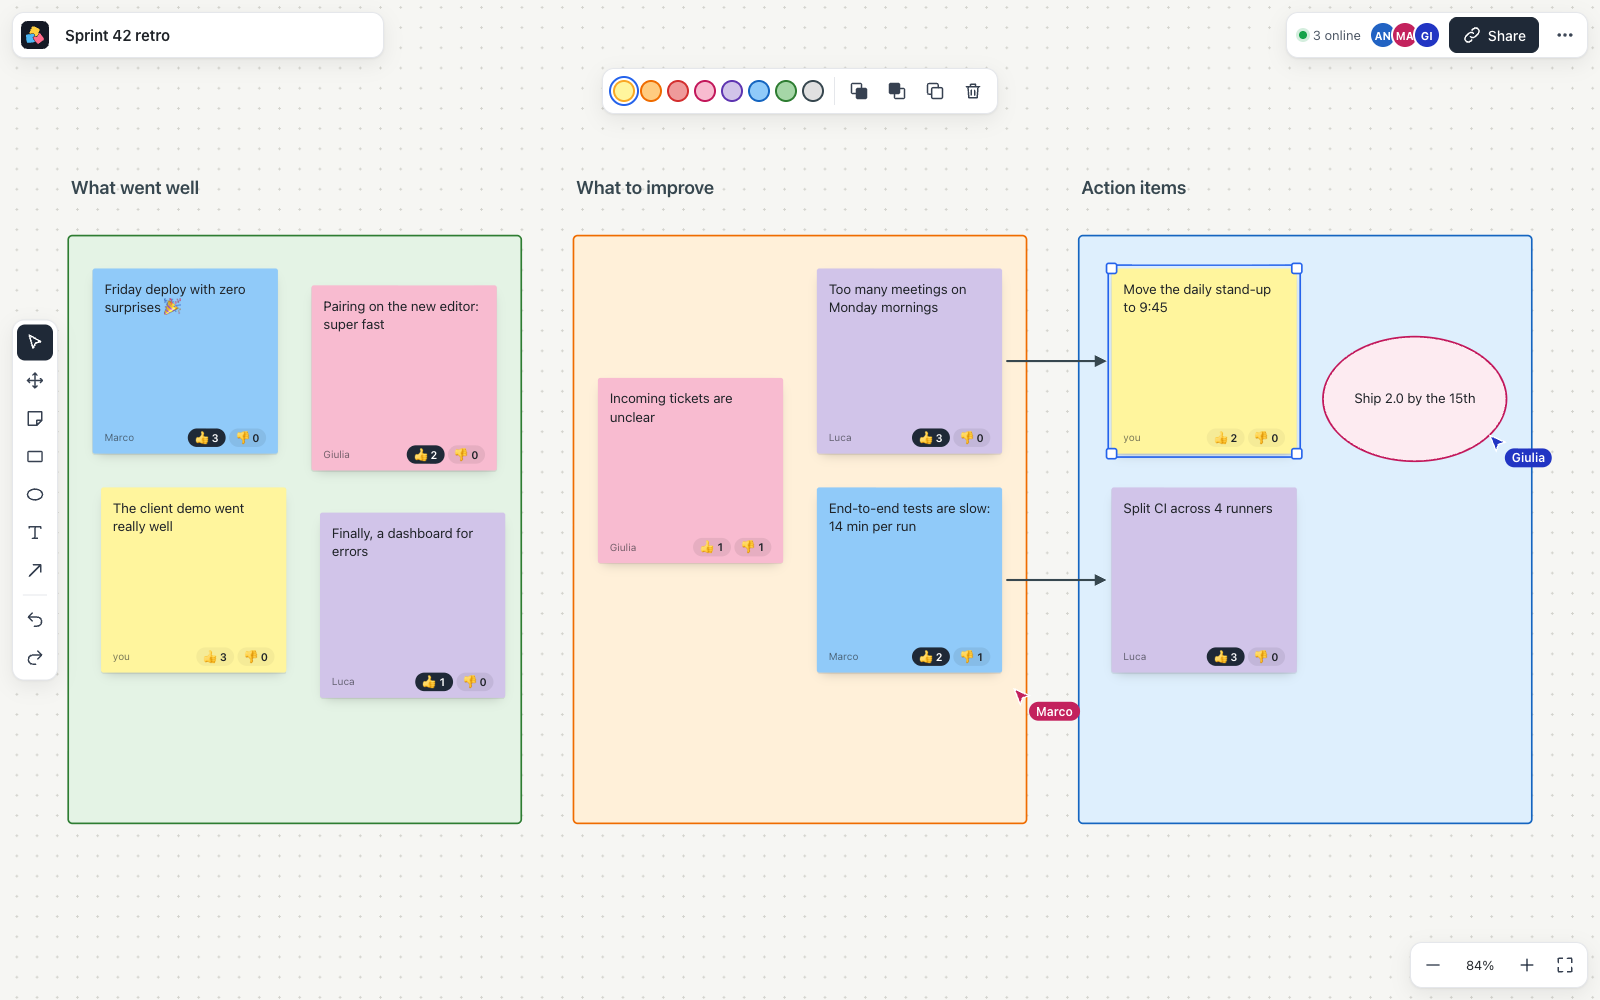 Sprint 42 retro
3 online
AN
MA
GI
Share
What went well
What to improve
Action items
Friday deploy with zero
surprises 🎉
Marco
👍 3
👎 0
Pairing on the new editor:
super fast
Giulia
👍 2
👎 0
The client demo went
really well
you
👍 3
👎 0
Finally, a dashboard for
errors
Luca
👍 1
👎 0
Incoming tickets are
unclear
Giulia
👍 1
👎 1
Too many meetings on
Monday mornings
Luca
👍 3
👎 0
End-to-end tests are slow:
14 min per run
Marco
👍 2
👎 1
Marco
Move the daily stand-up
to 9:45
you
👍 2
👎 0
Ship 2.0 by the 15th
Giulia
Split CI across 4 runners
Luca
👍 3
👎 0
84%